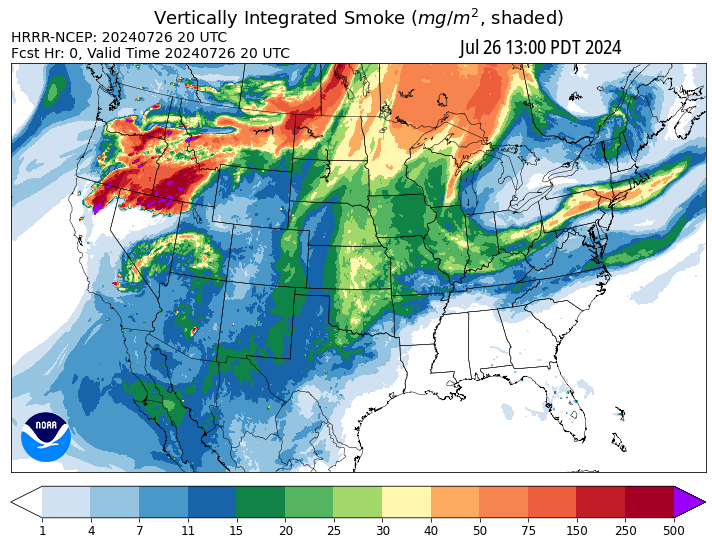 Vertically Integrated Smoke (mg/m², shaded)
HRRR-NCEP: 20240726 20 UTC
Fcst Hr: 0, Valid Time 20240726 20 UTC
Jul 26 13:00 PDT 2024
NOAA
1 4 7 11 15 20 25 30 40 50 75 150 250 500